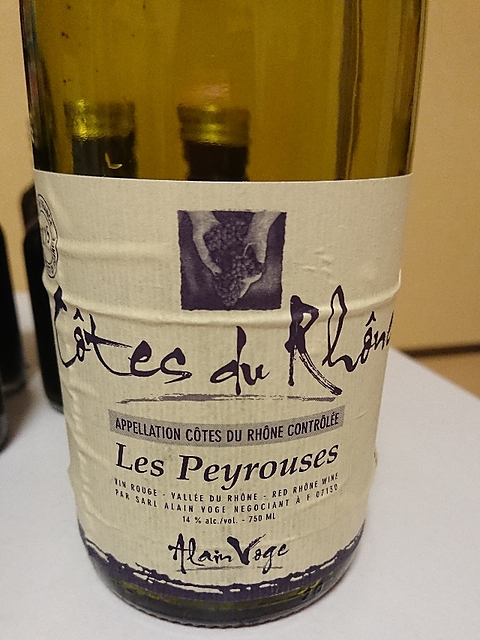 Côtes du Rhône
APPELLATION CÔTES DU RHÔNE CONTRÔLÉE
Les Peyrouses
VIN ROUGE - VALLÉE DU RHÔNE - RED RHÔNE WINE
PAR SARL ALAIN VOGE NEGOCIANT À F 07130
14 % alc./vol. - 750 ML
Alain Voge